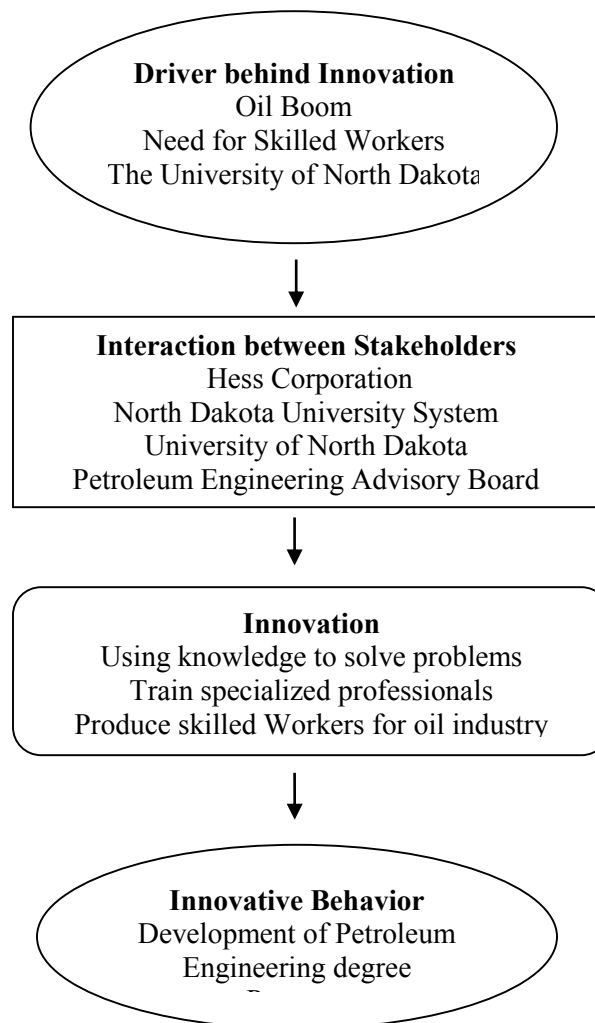 Driver behind Innovation
Oil Boom
Need for Skilled Workers
The University of North Dakota
Interaction between Stakeholders
Hess Corporation
North Dakota University System
University of North Dakota
Petroleum Engineering Advisory Board
Innovation
Using knowledge to solve problems
Train specialized professionals
Produce skilled Workers for oil industry
Innovative Behavior
Development of Petroleum
Engineering degree